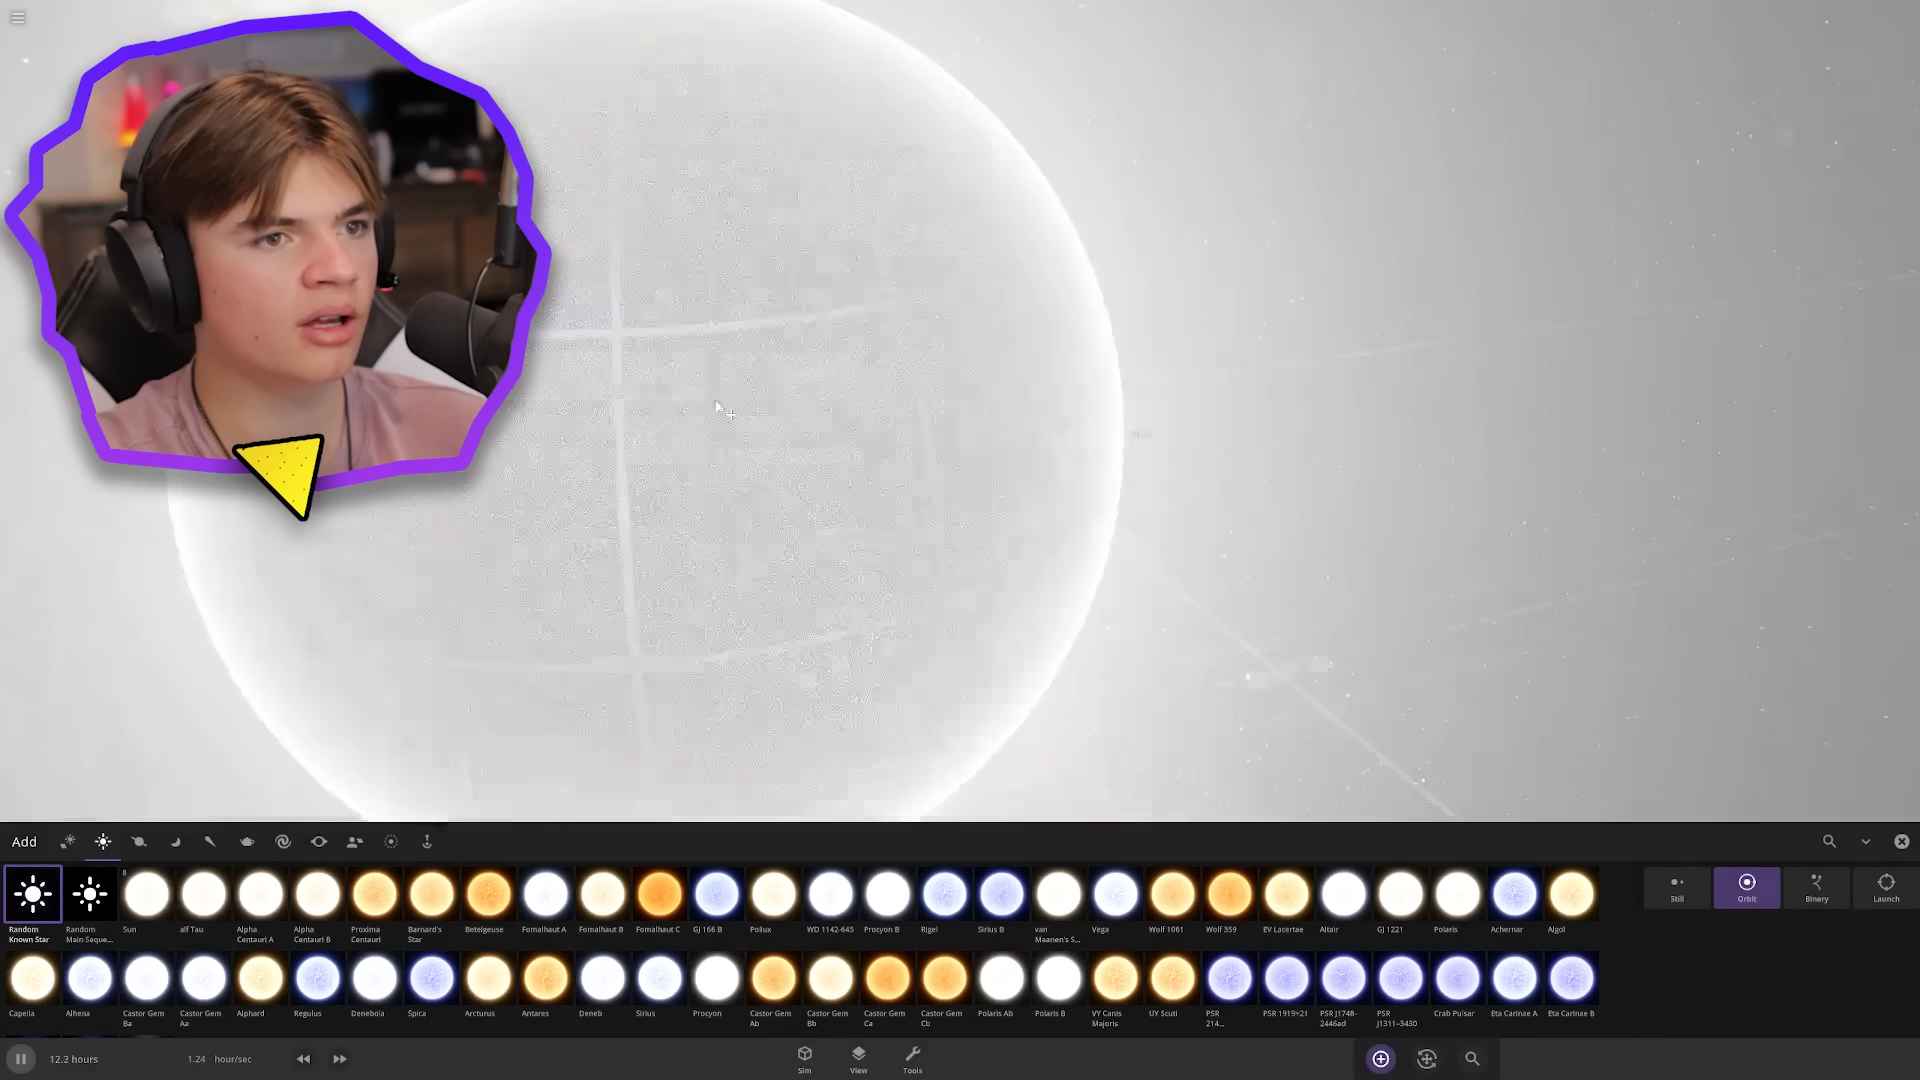 Add
8
Random Known Star
Random Main Seque...
Sun
alf Tau
Alpha Centauri A
Alpha Centauri B
Proxima Centauri
Barnard's Star
Betelgeuse
Fomalhaut A
Fomalhaut B
Fomalhaut C
GJ 166 B
Pollux
WD 1142-645
Procyon B
Rigel
Sirius B
van Maanen's S...
Vega
Wolf 1061
Wolf 359
EV Lacertae
Altair
GJ 1221
Polaris
Achernar
Algol
Still
Orbit
Binary
Launch
Capella
Alhena
Castor Gem Ba
Castor Gem Aa
Alphard
Regulus
Denebola
Spica
Arcturus
Antares
Deneb
Sirius
Procyon
Castor Gem Ab
Castor Gem Bb
Castor Gem Ca
Castor Gem Cb
Polaris Ab
Polaris B
VY Canis Majoris
UY Scuti
PSR 214...
PSR 1919+21
PSR J1748-2446ad
PSR J1311-3430
Crab Pulsar
Eta Carinae A
Eta Carinae B
12.3 hours
1.24 hour/sec
Sim
View
Tools